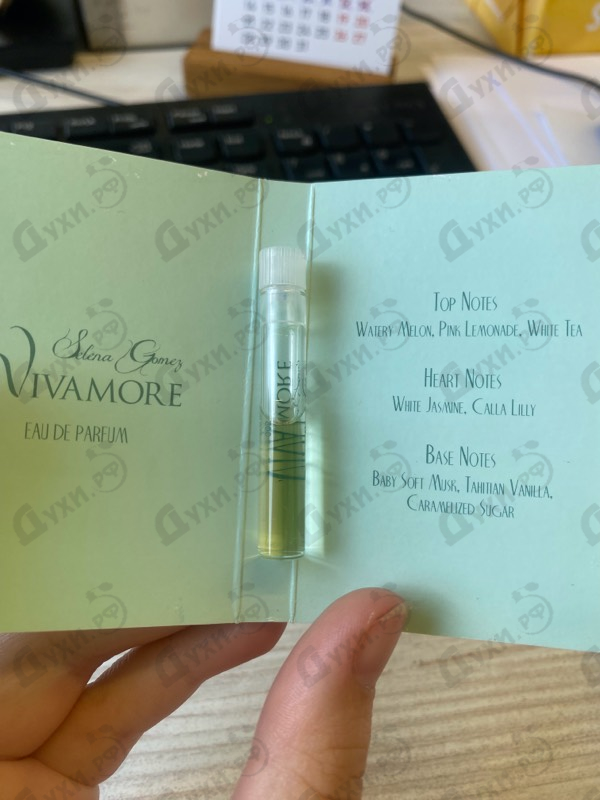 Selena Gomez
VIVAMORE
EAU DE PARFUM
VIVAMORE
TOP NOTES
WATERY MELON, PINK LEMONADE, WHITE TEA
HEART NOTES
WHITE JASMINE, CALLA LILLY
BASE NOTES
BABY SOFT MUSK, TAHITIAN VANILLA,
CARAMELIZED SUGAR
Духи.рф